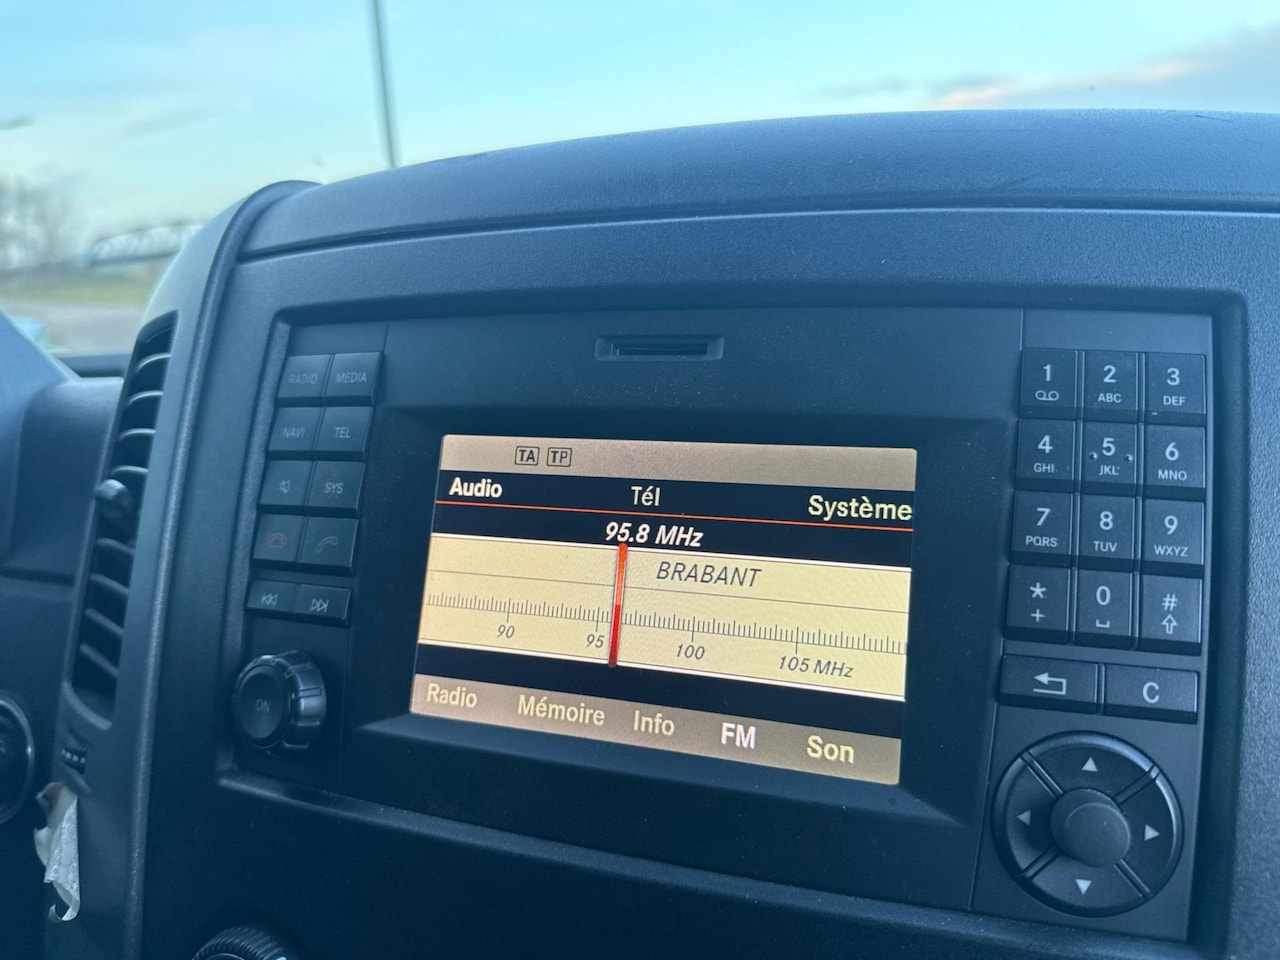 RADIO MEDIA
NAVI TEL
SYS
ON
TA TP
Audio Tél Système
95.8 MHz
BRABANT
90 95 100 105 MHz
Radio Mémoire Info FM Son
1 2 ABC 3 DEF
4 GHI 5 JKL 6 MNO
7 PQRS 8 TUV 9 WXYZ
* + 0 #
C